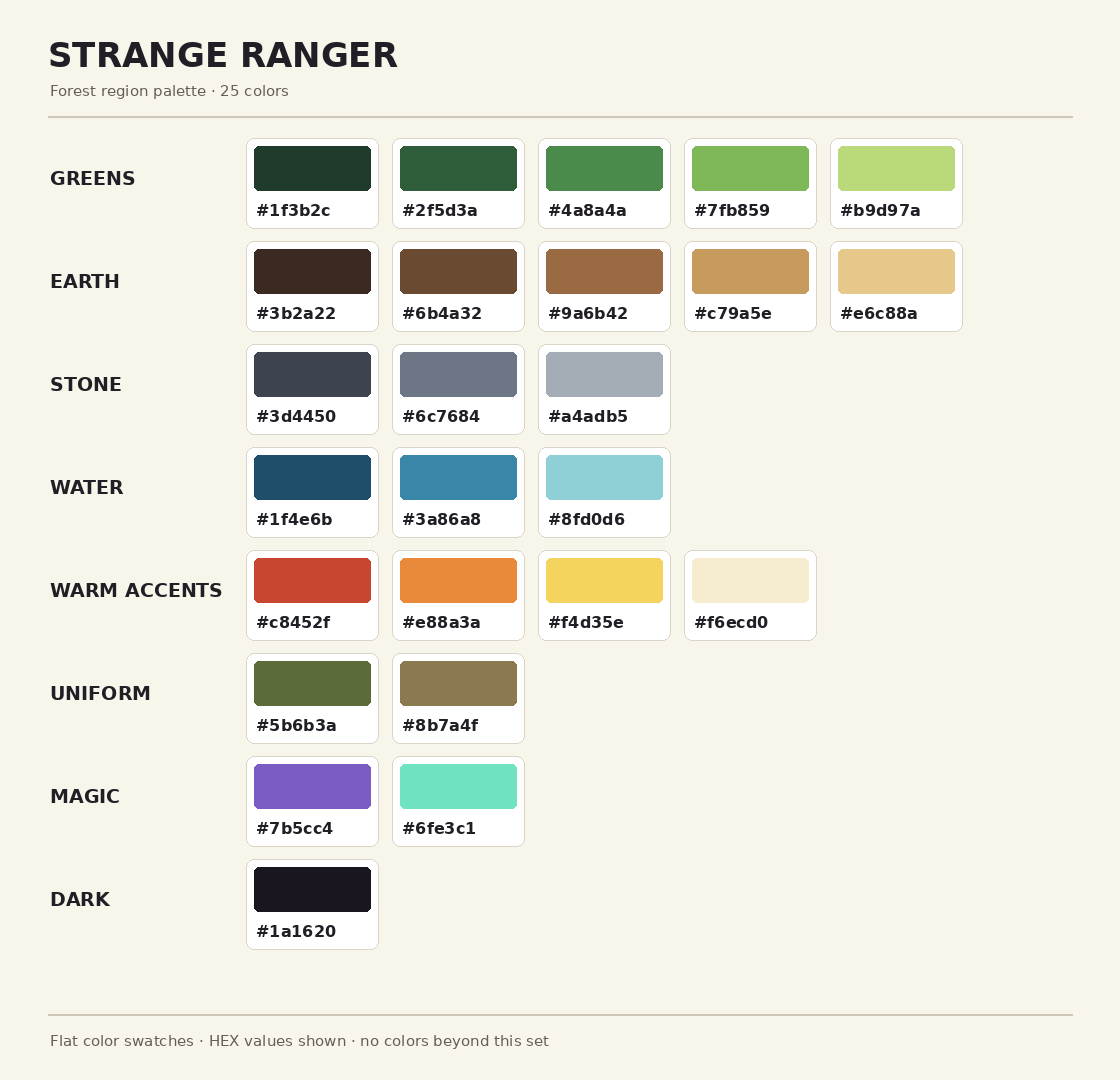 STRANGE RANGER
Forest region palette · 25 colors
GREENS
#1f3b2c #2f5d3a #4a8a4a #7fb859 #b9d97a
EARTH
#3b2a22 #6b4a32 #9a6b42 #c79a5e #e6c88a
STONE
#3d4450 #6c7684 #a4adb5
WATER
#1f4e6b #3a86a8 #8fd0d6
WARM ACCENTS
#c8452f #e88a3a #f4d35e #f6ecd0
UNIFORM
#5b6b3a #8b7a4f
MAGIC
#7b5cc4 #6fe3c1
DARK
#1a1620
Flat color swatches · HEX values shown · no colors beyond this set